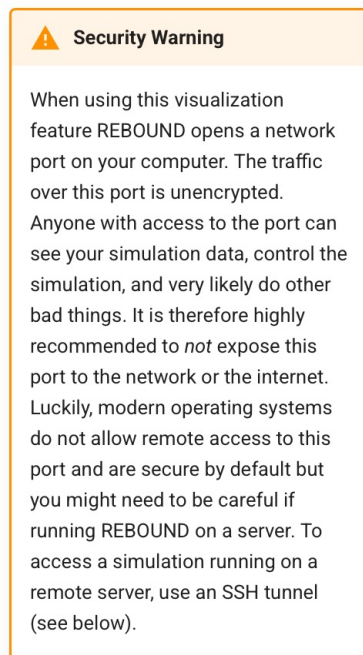 Security Warning
When using this visualization
feature REBOUND opens a network
port on your computer. The traffic
over this port is unencrypted.
Anyone with access to the port can
see your simulation data, control the
simulation, and very likely do other
bad things. It is therefore highly
recommended to not expose this
port to the network or the internet.
Luckily, modern operating systems
do not allow remote access to this
port and are secure by default but
you might need to be careful if
running REBOUND on a server. To
access a simulation running on a
remote server, use an SSH tunnel
(see below).